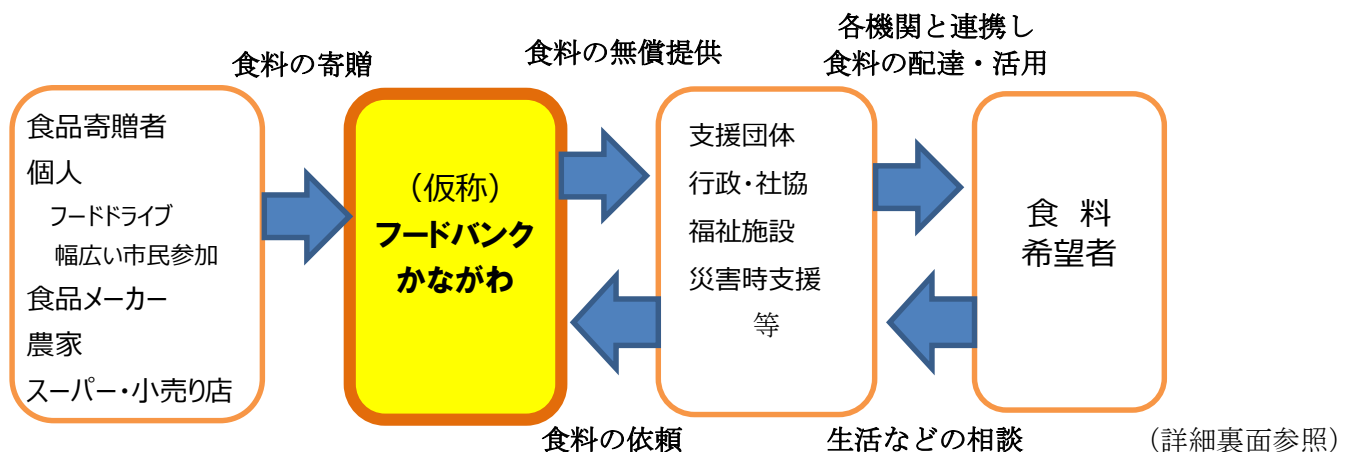 各機関と連携し
食料の寄贈
食料の無償提供
食料の配達・活用
食品寄贈者
個人
フードドライブ
幅広い市民参加
食品メーカー
農家
スーパー・小売り店
（仮称）
フードバンク
かながわ
支援団体
行政・社協
福祉施設
災害時支援
等
食 料
希望者
食料の依頼
生活などの相談
（詳細裏面参照）